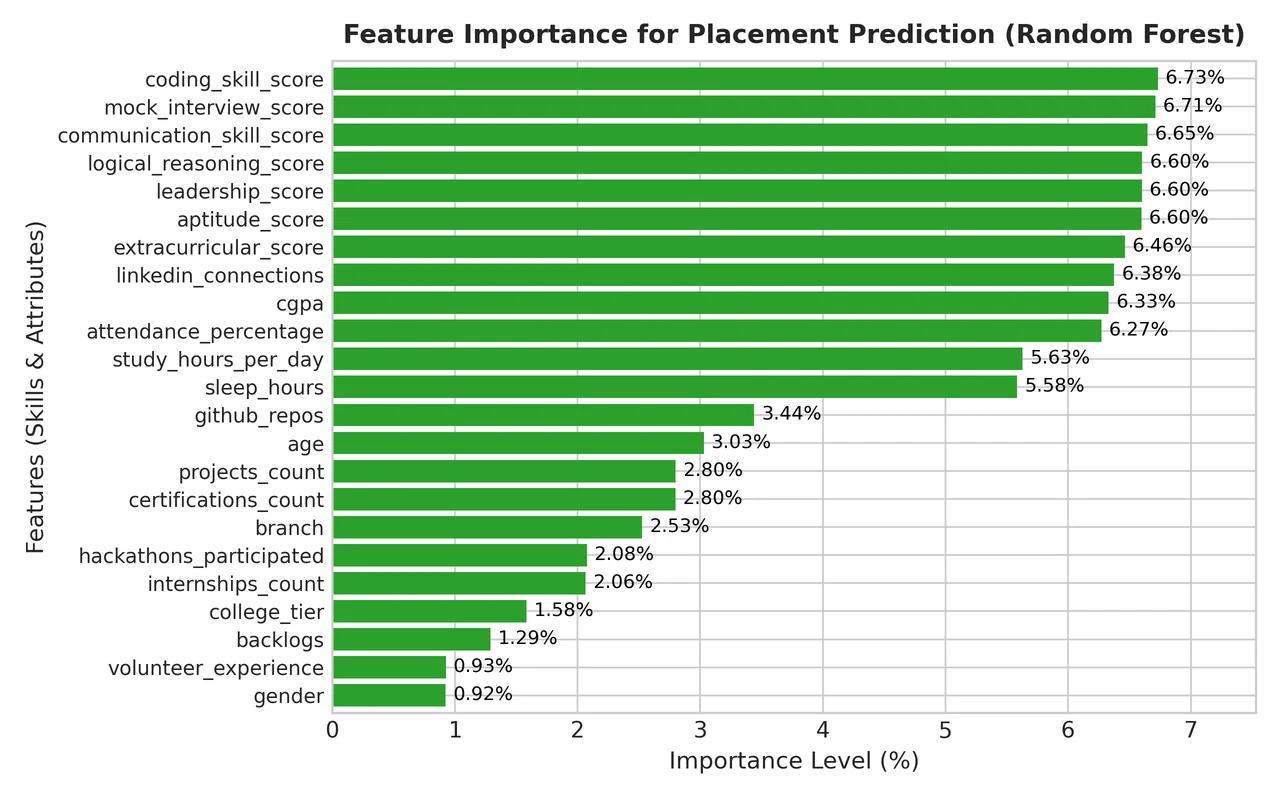 Feature Importance for Placement Prediction (Random Forest)
Features (Skills & Attributes)
coding_skill_score 6.73%
mock_interview_score 6.71%
communication_skill_score 6.65%
logical_reasoning_score 6.60%
leadership_score 6.60%
aptitude_score 6.60%
extracurricular_score 6.46%
linkedin_connections 6.38%
cgpa 6.33%
attendance_percentage 6.27%
study_hours_per_day 5.63%
sleep_hours 5.58%
github_repos 3.44%
age 3.03%
projects_count 2.80%
certifications_count 2.80%
branch 2.53%
hackathons_participated 2.08%
internships_count 2.06%
college_tier 1.58%
backlogs 1.29%
volunteer_experience 0.93%
gender 0.92%
0 1 2 3 4 5 6 7
Importance Level (%)